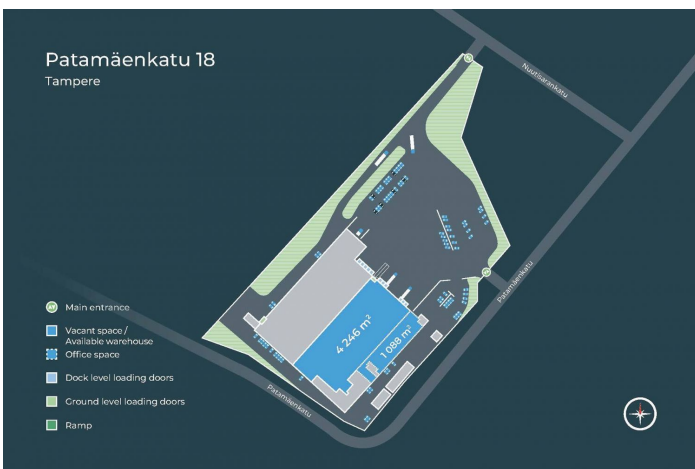 Patamäenkatu 18
Tampere
Nuutisarankatu
Patamäenkatu
4 246 m²
1 088 m²
Patamäenkatu
Main entrance
Vacant space /
Available warehouse
Office space
Dock level loading doors
Ground level loading doors
Ramp